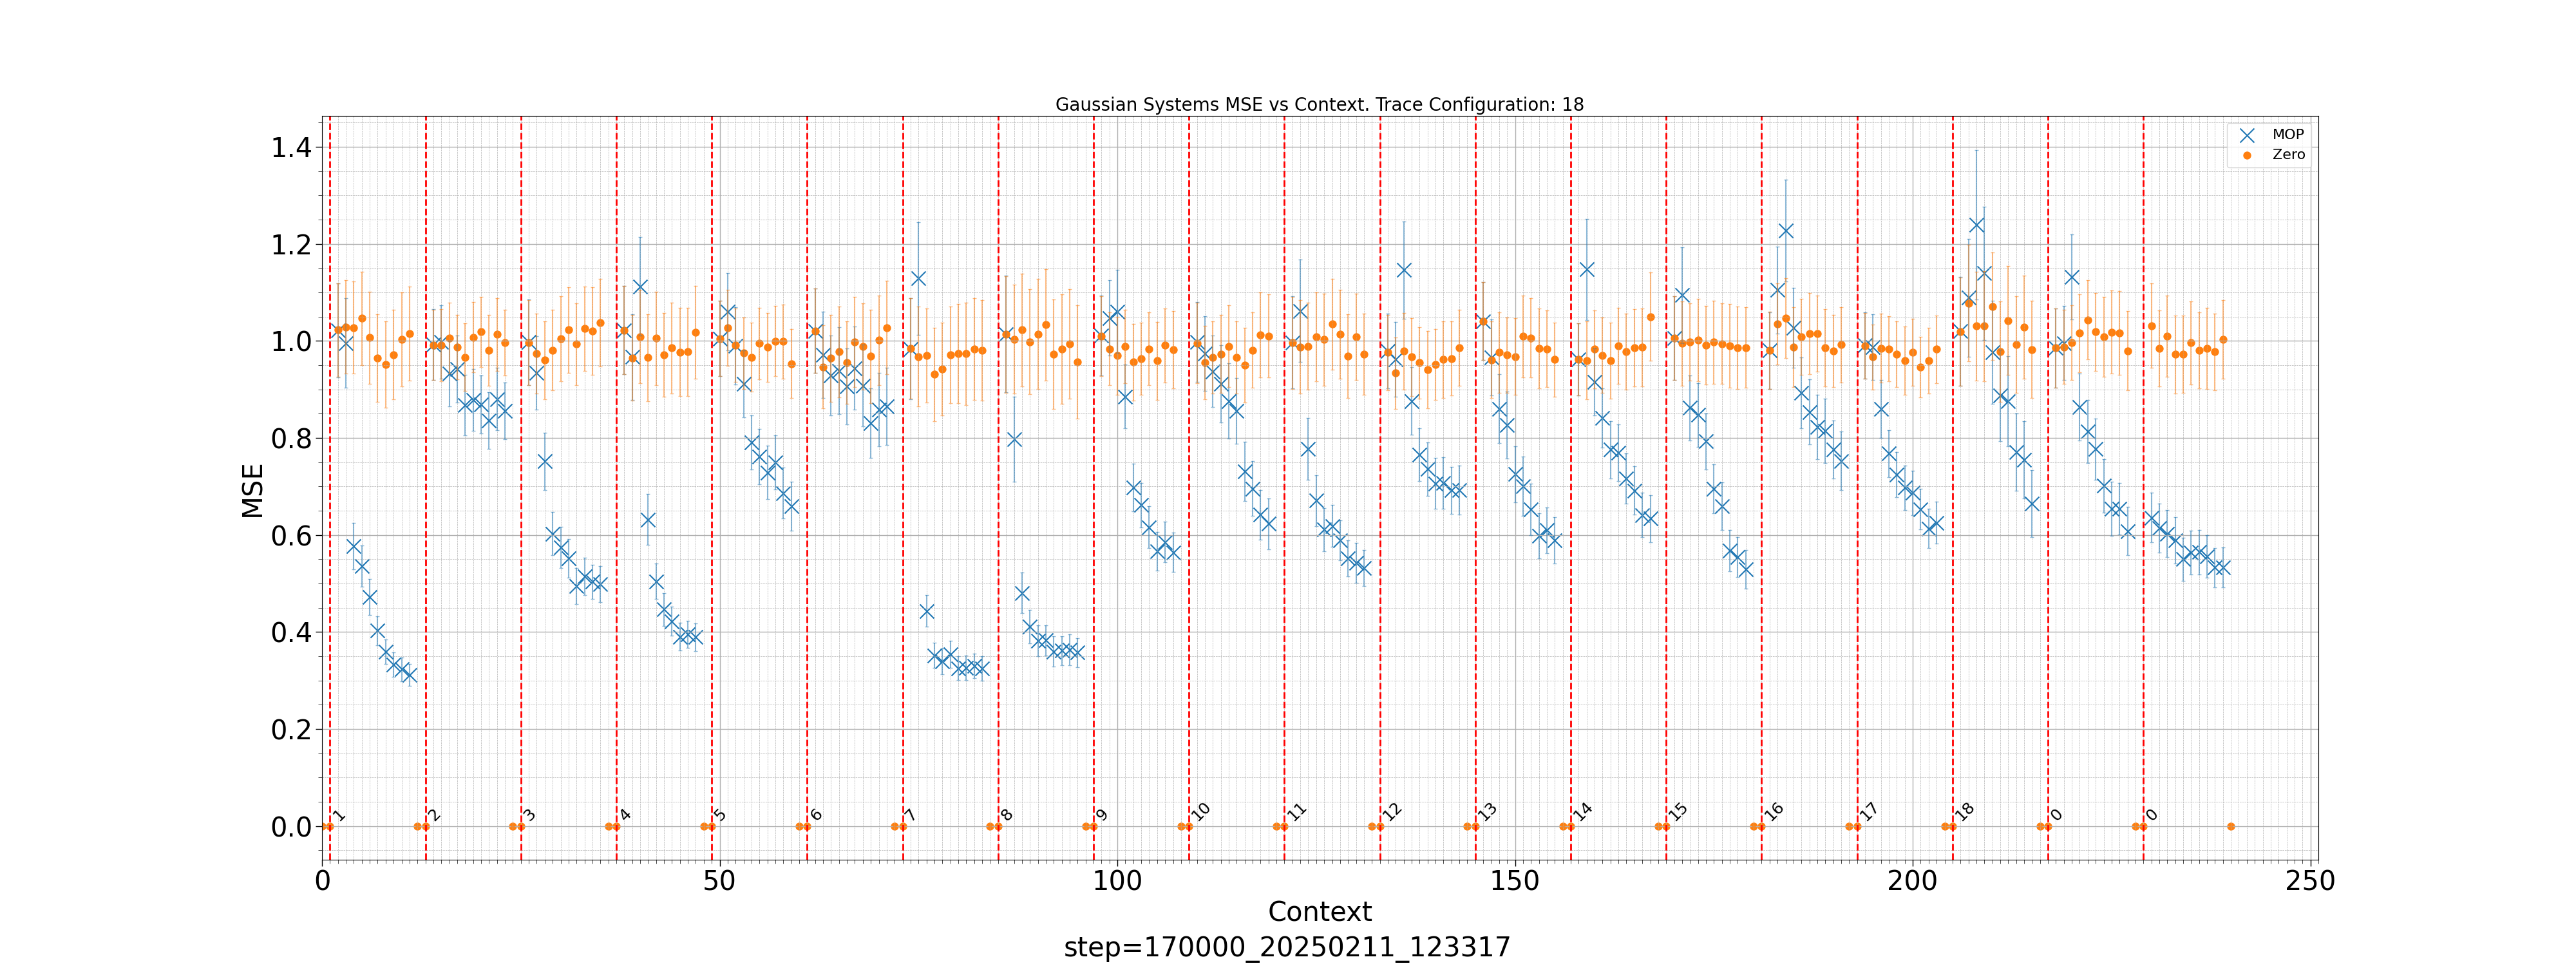 Gaussian Systems MSE vs Context. Trace Configuration: 18
MOP
Zero
1.4
1.2
1.0
0.8
0.6
0.4
0.2
0.0
MSE
1 2 3 4 5 6 7 8 9 10 11 12 13 14 15 16 17 18 0 0
0 50 100 150 200 250
Context
step=170000_20250211_123317